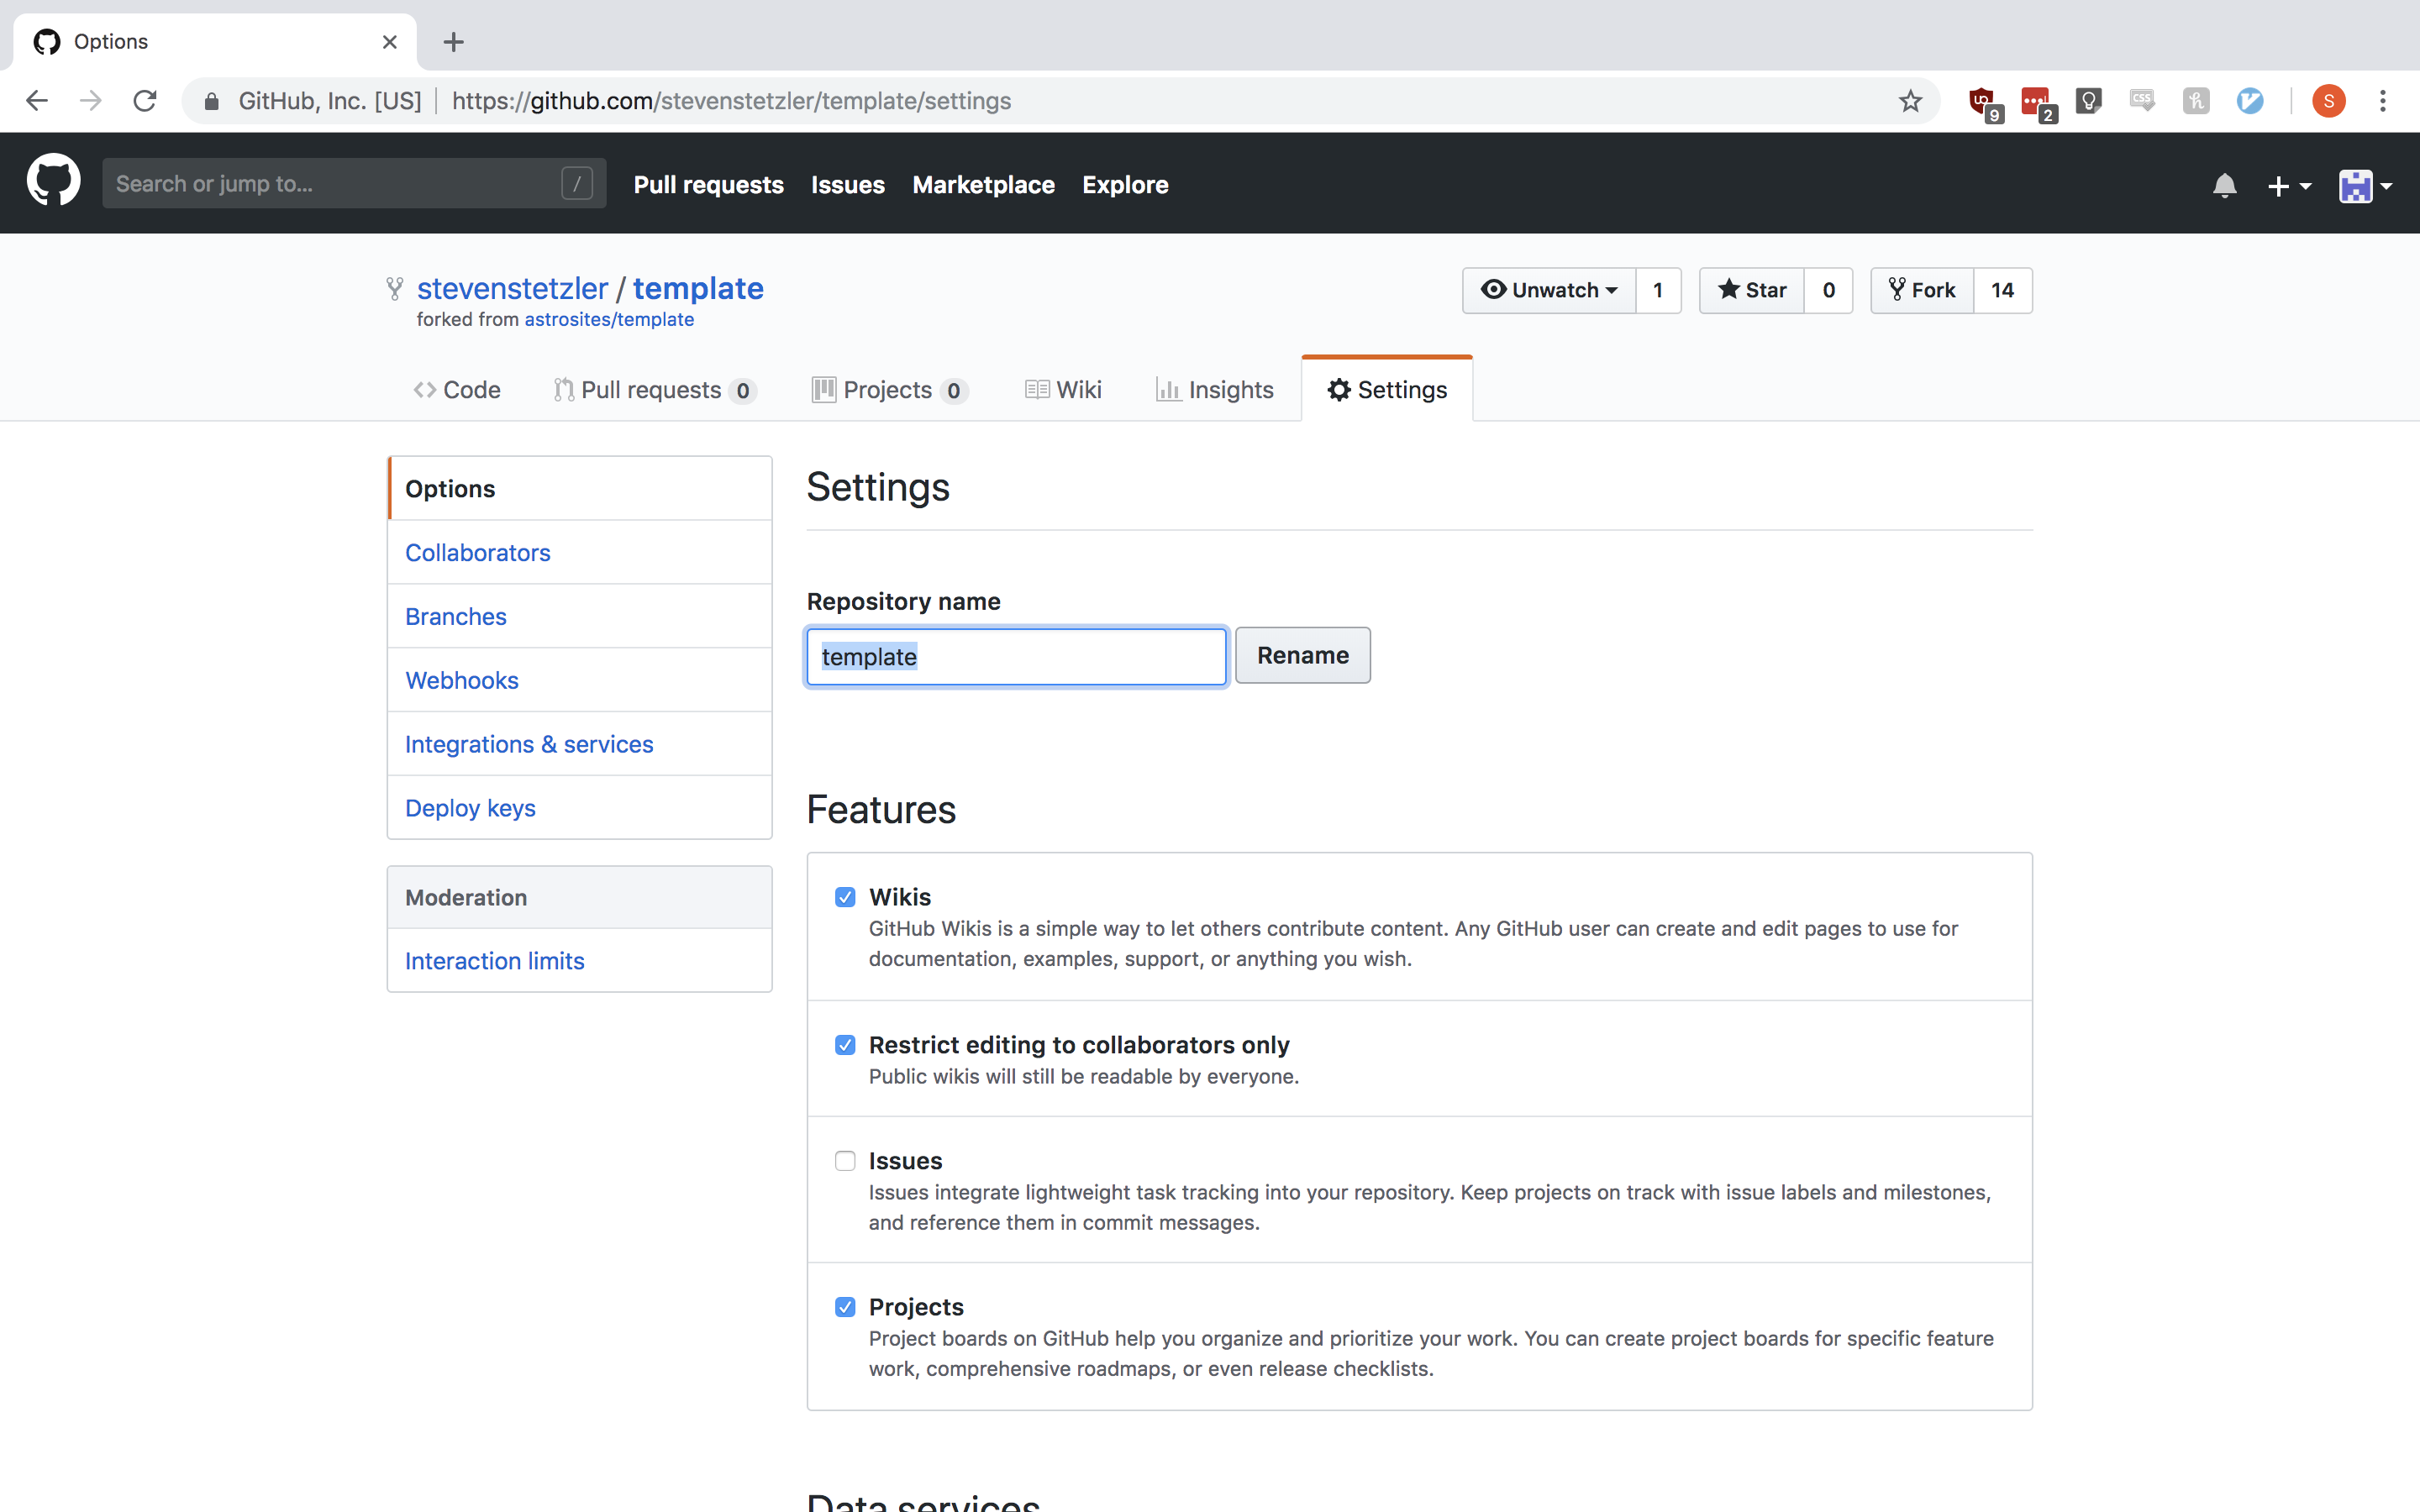 Options
GitHub, Inc. [US] https://github.com/stevenstetzler/template/settings
9
2
CSS
S
Search or jump to... /
Pull requests Issues Marketplace Explore
stevenstetzler / template
forked from astrosites/template
Unwatch 1 Star 0 Fork 14
Code Pull requests 0 Projects 0 Wiki Insights Settings
Options
Collaborators
Branches
Webhooks
Integrations & services
Deploy keys
Moderation
Interaction limits
Settings
Repository name
template Rename
Features
Wikis
GitHub Wikis is a simple way to let others contribute content. Any GitHub user can create and edit pages to use for
documentation, examples, support, or anything you wish.
Restrict editing to collaborators only
Public wikis will still be readable by everyone.
Issues
Issues integrate lightweight task tracking into your repository. Keep projects on track with issue labels and milestones,
and reference them in commit messages.
Projects
Project boards on GitHub help you organize and prioritize your work. You can create project boards for specific feature
work, comprehensive roadmaps, or even release checklists.
Data services